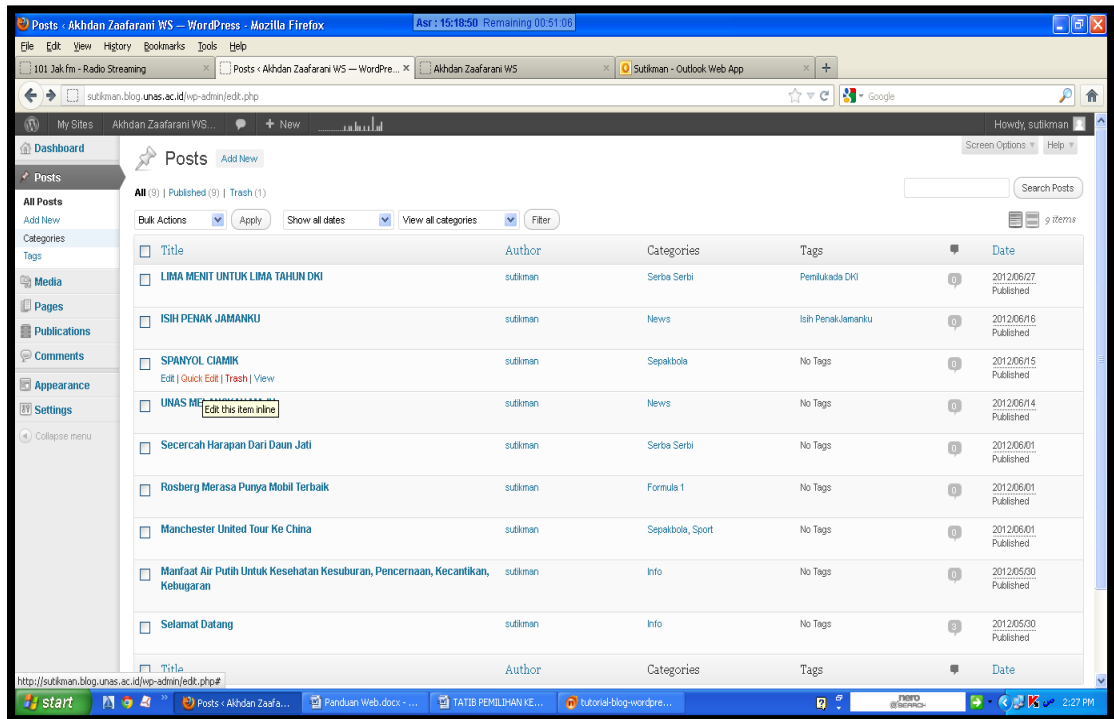 Posts ‹ Akhdan Zaafarani WS — WordPress - Mozilla Firefox
Asr : 15:18:50 Remaining 00:51:06
File Edit View History Bookmarks Tools Help
101 Jak fm - Radio Streaming
Posts ‹ Akhdan Zaafarani WS — WordPre...
Akhdan Zaafarani WS
Sutikman - Outlook Web App
sutikman.blog.unas.ac.id/wp-admin/edit.php
Google
My Sites Akhdan Zaafarani WS... + New
Howdy, sutikman
Screen Options Help
Dashboard
Posts
All Posts
Add New
Categories
Tags
Media
Pages
Publications
Comments
Appearance
Settings
Collapse menu
Posts Add New
All (9) | Published (9) | Trash (1)
Search Posts
Bulk Actions Apply Show all dates View all categories Filter
9 items
Title Author Categories Tags Date
LIMA MENIT UNTUK LIMA TAHUN DKI sutikman Serba Serbi Pemilukada DKI 0 2012/06/27
Published
ISIH PENAK JAMANKU sutikman News Isih PenakJamanku 0 2012/06/16
Published
SPANYOL CIAMIK sutikman Sepakbola No Tags 0 2012/06/15
Edit | Quick Edit | Trash | View Published
UNAS sutikman News No Tags 0 2012/06/14
Edit this item inline Published
Secercah Harapan Dari Daun Jati sutikman Serba Serbi No Tags 0 2012/06/01
Published
Rosberg Merasa Punya Mobil Terbaik sutikman Formula 1 No Tags 0 2012/06/01
Published
Manchester United Tour Ke China sutikman Sepakbola, Sport No Tags 0 2012/06/01
Published
Manfaat Air Putih Untuk Kesehatan Kesuburan, Pencernaan, Kecantikan, sutikman Info No Tags 0 2012/05/30
Kebugaran Published
Selamat Datang sutikman Info No Tags 3 2012/05/30
Published
Title Author Categories Tags Date
http://sutikman.blog.unas.ac.id/wp-admin/edit.php#
start
Posts ‹ Akhdan Zaafa...
Panduan Web.docx - ...
TATIB PEMILIHAN KE...
tutorial-blog-wordpre...
nero
SEARCH
2:27 PM